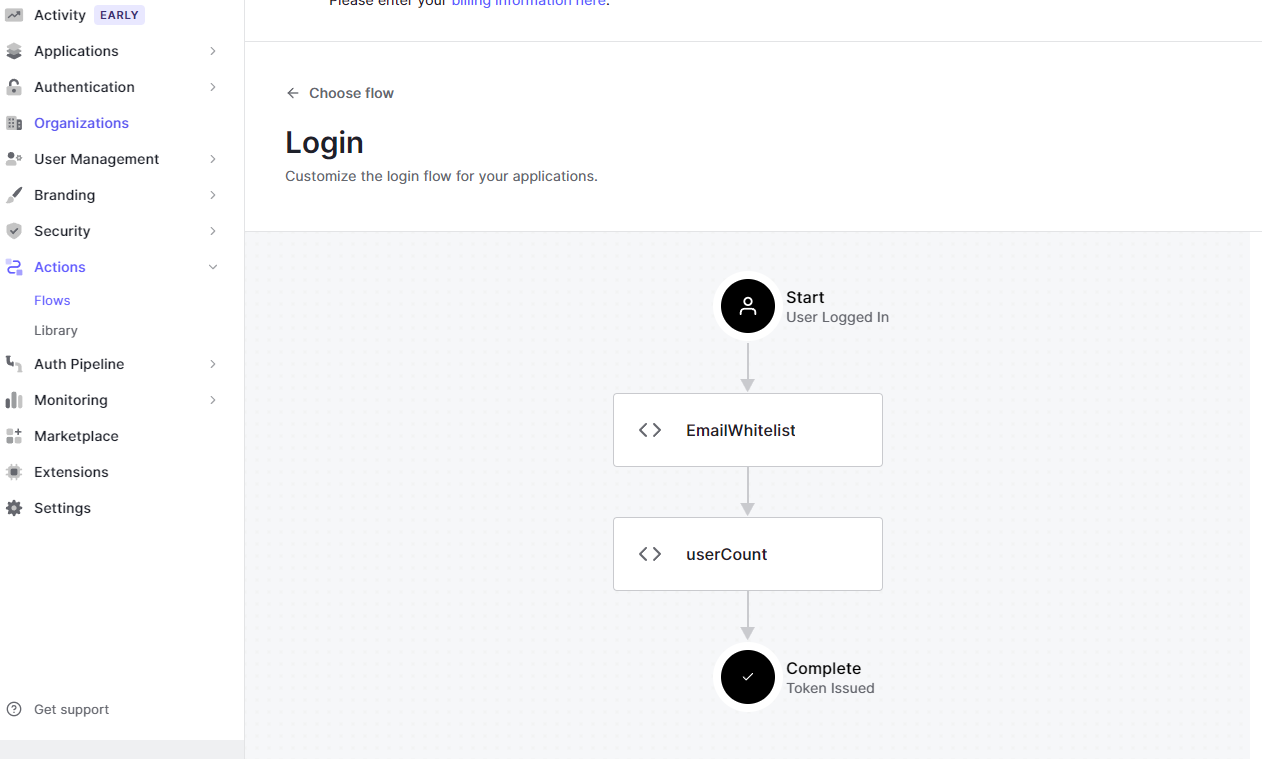 Activity EARLY
Applications
Authentication
Organizations
User Management
Branding
Security
Actions
Flows
Library
Auth Pipeline
Monitoring
Marketplace
Extensions
Settings
Get support
Please enter your billing information here.
Choose flow
Login
Customize the login flow for your applications.
Start
User Logged In
EmailWhitelist
userCount
Complete
Token Issued